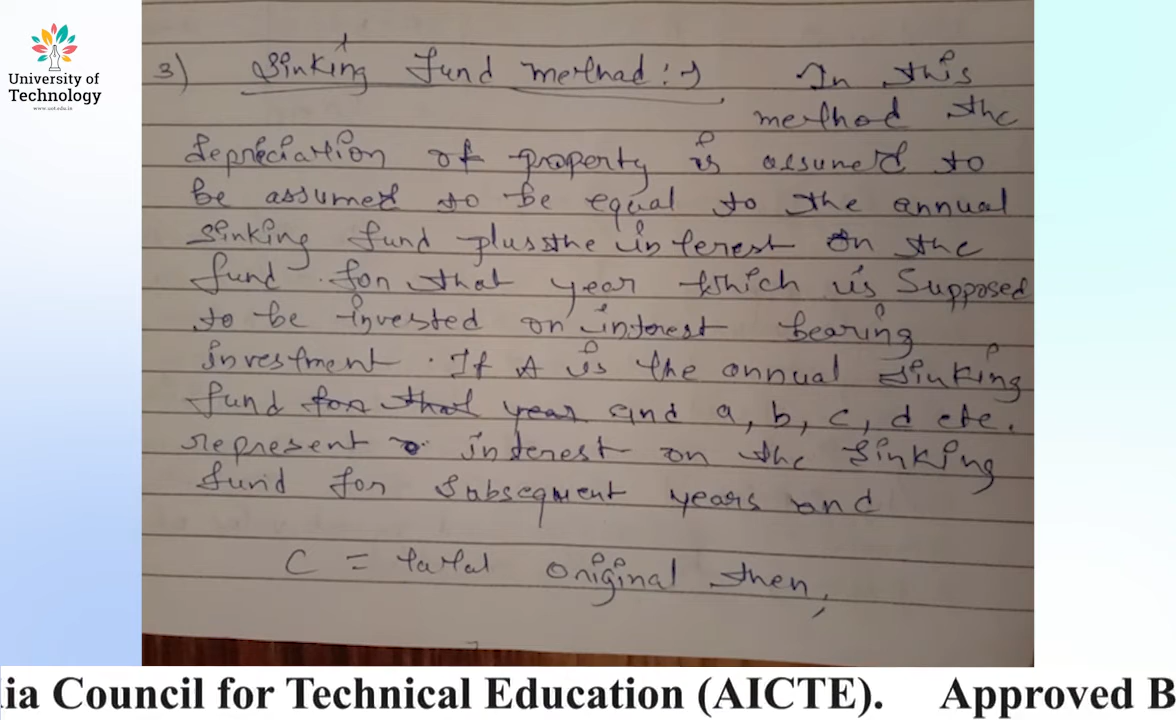 University of
Technology
www.uot.edu.in
3) Sinking fund method :→ In this
method the
depreciation of property is assumed to
be assumed to be equal to the annual
sinking fund plus the interest on the
fund for that year which is supposed
to be invested on interest bearing
investment. If A is the annual sinking
fund for that year and a, b, c, d etc.
represent interest on the sinking
fund for subsequent years and
C = total original then,
ia Council for Technical Education (AICTE). Approved B